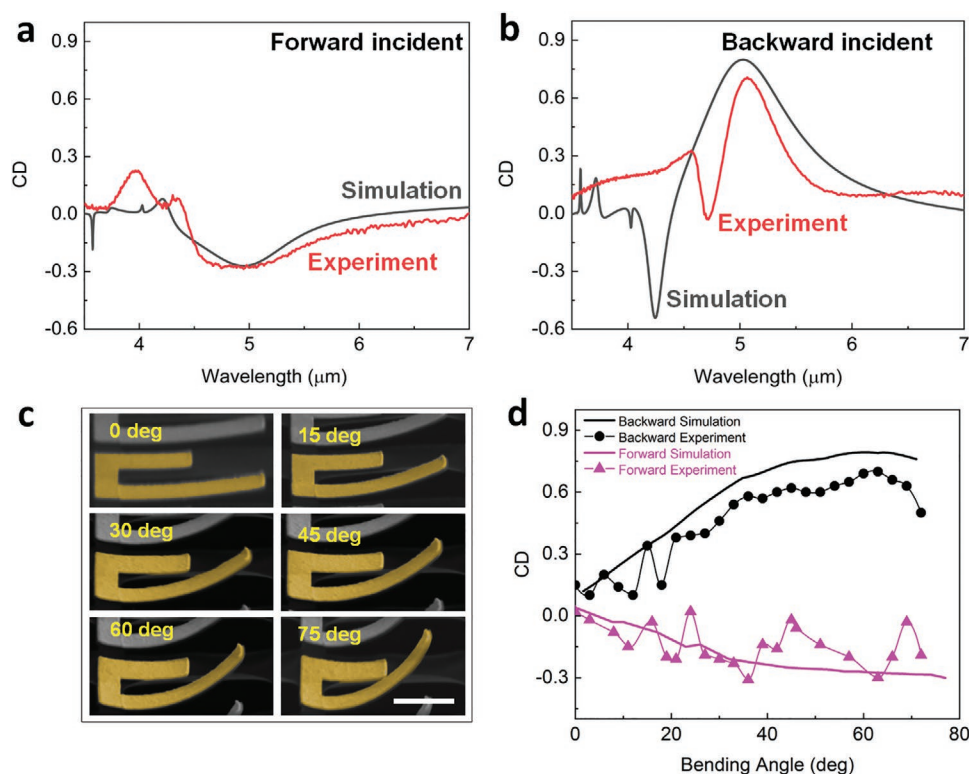 a
Forward incident
Simulation
Experiment
CD
0.9
0.6
0.3
0.0
-0.3
-0.6
4
5
6
7
Wavelength (μm)
b
Backward incident
Experiment
Simulation
CD
0.9
0.6
0.3
0.0
-0.3
-0.6
4
5
6
7
Wavelength (μm)
c
0 deg
15 deg
30 deg
45 deg
60 deg
75 deg
d
Backward Simulation
Backward Experiment
Forward Simulation
Forward Experiment
CD
0.9
0.6
0.3
0.0
-0.3
0
20
40
60
80
Bending Angle (deg)